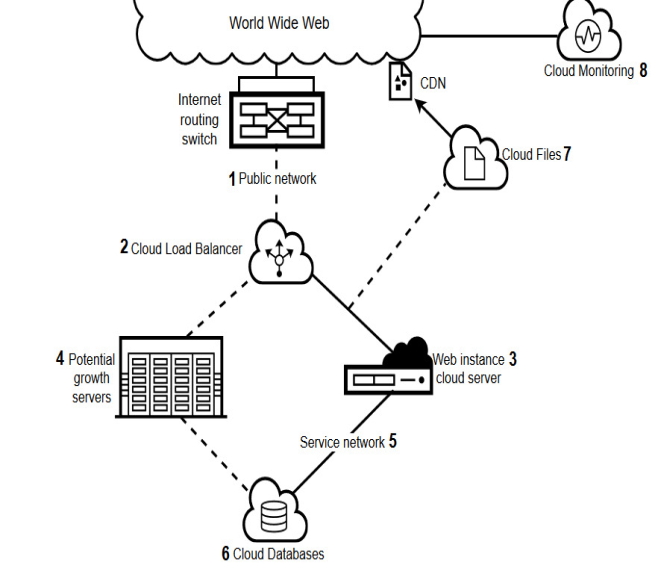 World Wide Web
Cloud Monitoring 8
CDN
Internet
routing
switch
Cloud Files 7
1 Public network
2 Cloud Load Balancer
4 Potential
growth
servers
Web instance 3
cloud server
Service network 5
6 Cloud Databases